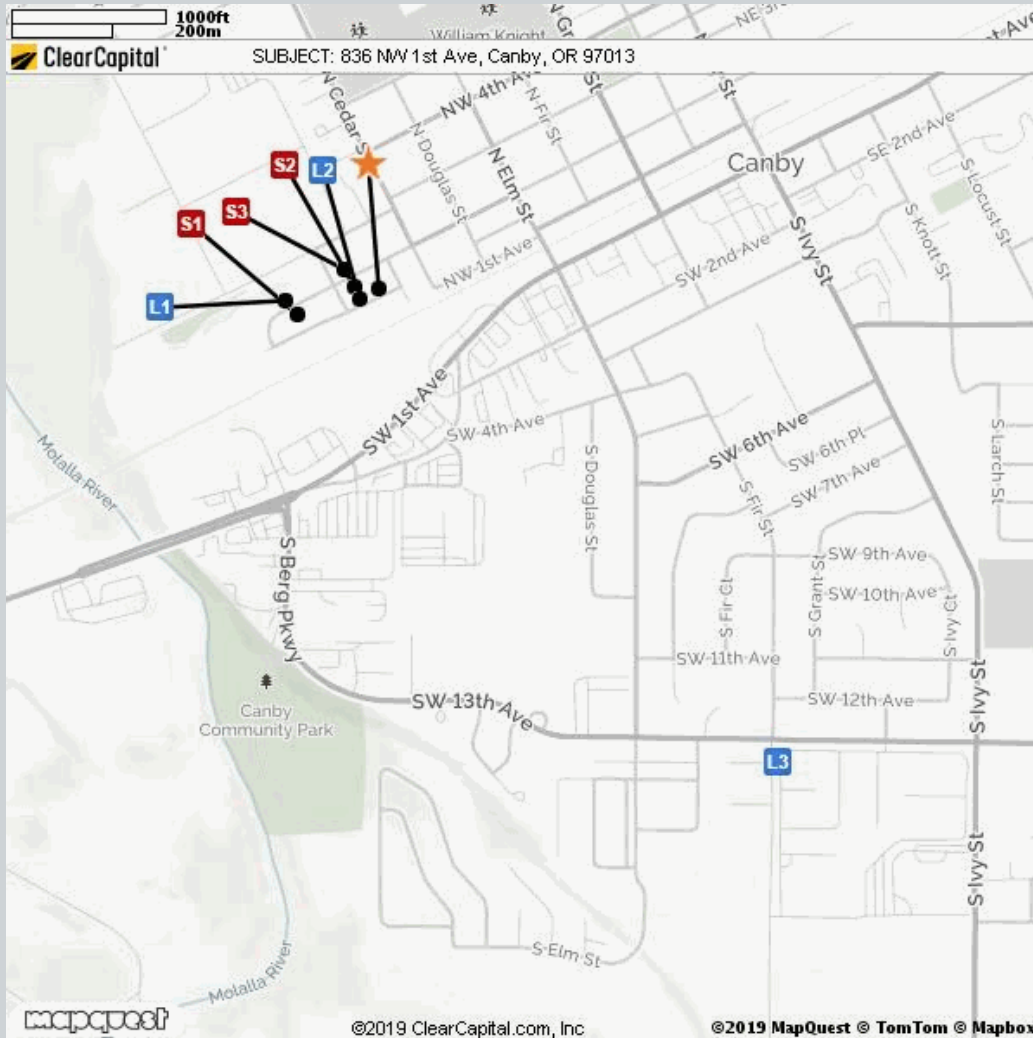 1000ft
200m
William Knight
ClearCapital
SUBJECT: 836 NW 1st Ave, Canby, OR 97013
N Cedar S
NW 4th Av
N Fir St
N Douglas St
N Elm St
St
St
Canby
SE 2nd Ave
S Locust St
S Knott St
S2
L2
S3
S1
L1
NW 1st Ave
SW 2nd Ave
S Ivy St
SW 1st Ave
SW 4th Ave
Molalla River
S Douglas St
SW 6th Ave
SW 6th Pl
SW 7th Ave
S Larch St
S Fir St
S Berg Pkwy
SW 9th Ave
SW 10th Ave
S Fir Ct
S Grant St
S Ivy Ct
SW 11th Ave
SW 12th Ave
S Ivy St
Canby
Community Park
SW 13th Ave
L3
S Ivy St
S Elm St
Molalla River
mapquest
©2019 ClearCapital.com, Inc
©2019 MapQuest © TomTom © Mapbox